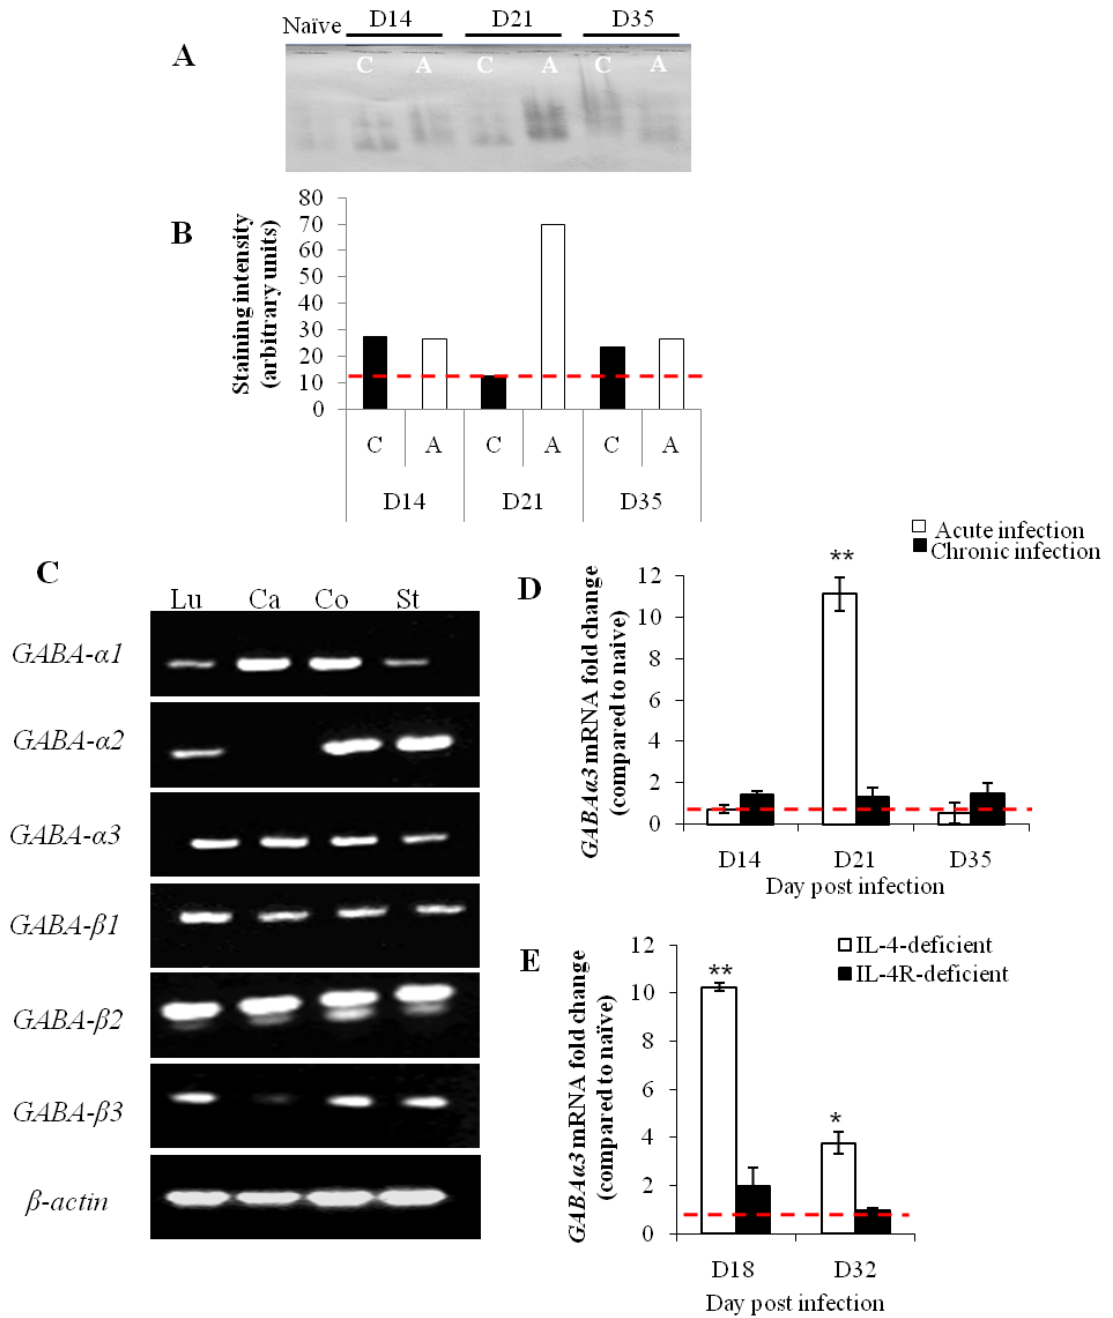 Naïve D14 D21 D35
A
C A C A C A
B
Staining intensity
(arbitrary units)
80
70
60
50
40
30
20
10
0
C A C A C A
D14 D21 D35
C
Lu Ca Co St
GABA-α1
GABA-α2
GABA-α3
GABA-β1
GABA-β2
GABA-β3
β-actin
Acute infection
Chronic infection
D
GABAα3 mRNA fold change
(compared to naive)
12
10
8
6
4
2
0
**
D14 D21 D35
Day post infection
E
GABAα3 mRNA fold change
(compared to naïve)
IL-4-deficient
IL-4R-deficient
12
10
8
6
4
2
0
**
*
D18 D32
Day post infection